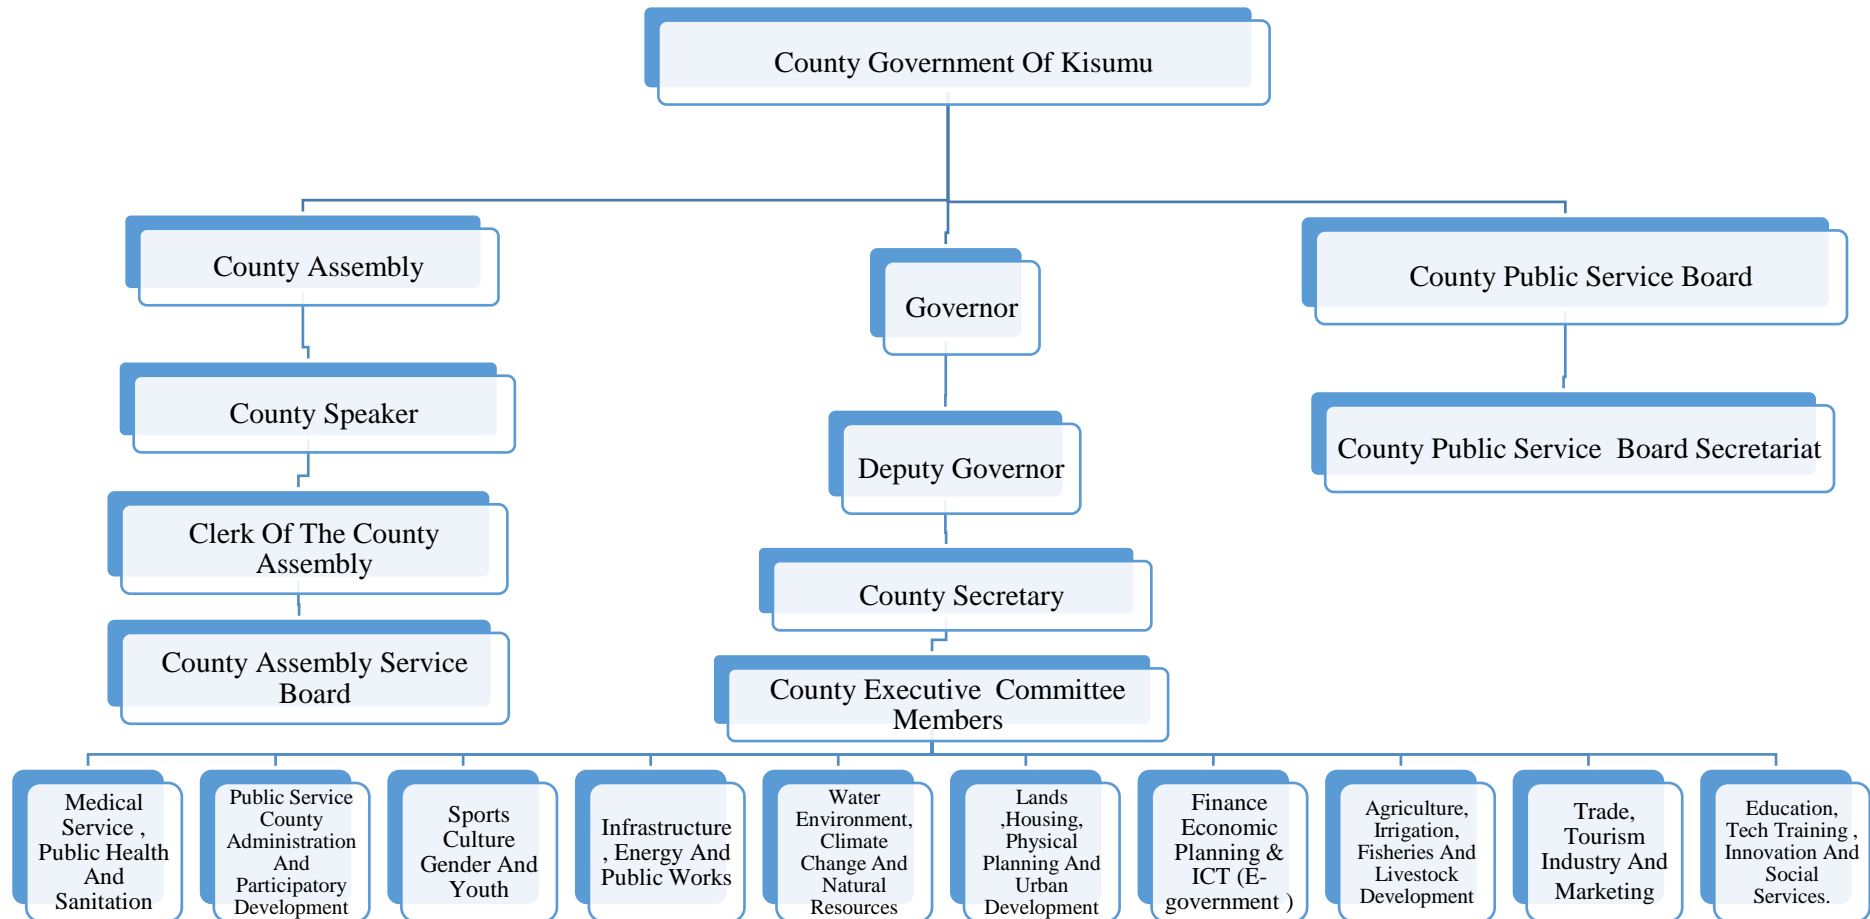 County Government Of Kisumu
County Assembly
Governor
County Public Service Board
County Speaker
Deputy Governor
County Public Service  Board Secretariat
Clerk Of The County
Assembly
County Secretary
County Assembly Service
Board
County Executive  Committee
Members
Medical
Service ,
Public Health
And
Sanitation
Public Service
County
Administration
And
Participatory
Development
Sports
Culture
Gender And
Youth
Infrastructure
, Energy And
Public Works
Water
Environment,
Climate
Change And
Natural
Resources
Lands
,Housing,
Physical
Planning And
Urban
Development
Finance
Economic
Planning &
ICT (E-
government )
Agriculture,
Irrigation,
Fisheries And
Livestock
Development
Trade,
Tourism
Industry And
Marketing
Education,
Tech Training ,
Innovation And
Social
Services.